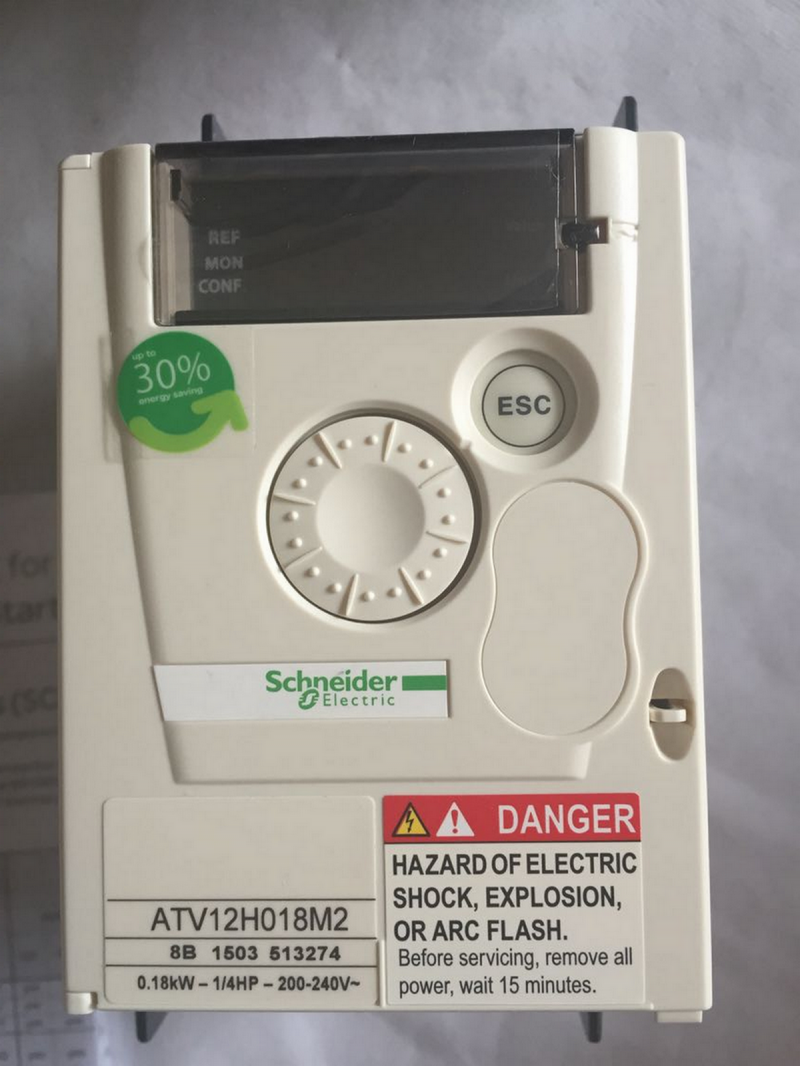 REF
MON
CONF
up to
30%
energy saving
ESC
for
Start
Schneider
Electric
DANGER
HAZARD OF ELECTRIC
SHOCK, EXPLOSION,
OR ARC FLASH.
Before servicing, remove all
power, wait 15 minutes.
ATV12H018M2
8B 1503 513274
0.18kW – 1/4HP – 200-240V~